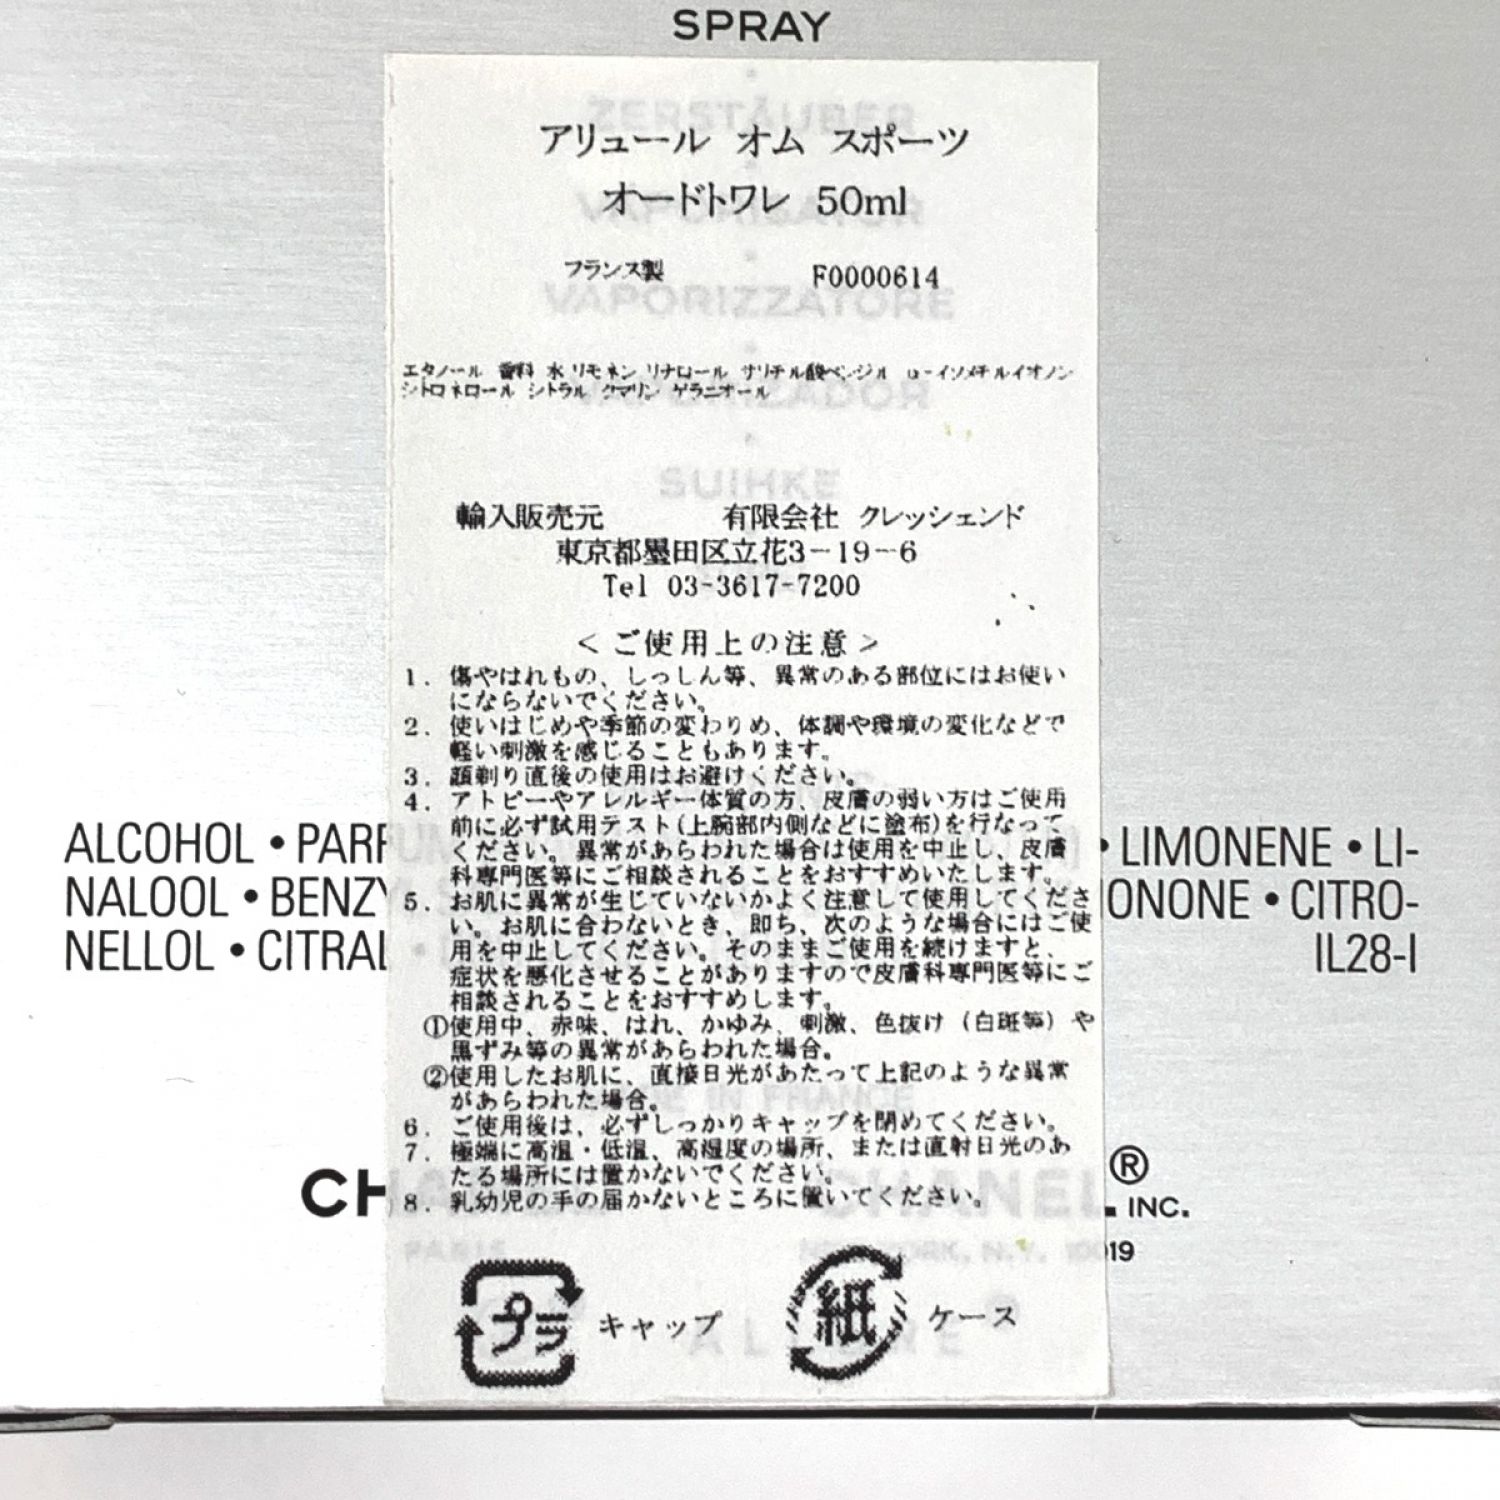 SPRAY
ZERSTÄUBER
アリュール オム スポーツ
オードトワレ 50ml
フランス製 F0000614
VAPORIZZATORE
エタノール 香料 水 リモネン リナロール サリチル酸ベンジル α-イソメチルイオノン
シトロネロール シトラル クマリン ゲラニオール
SUIHKE
輸入販売元 有限会社 クレッシェンド
東京都墨田区立花3-19-6
Tel 03-3617-7200
<ご使用上の注意>
1. 傷やはれもの、しっしん等、異常のある部位にはお使い
にならないでください。
2. 使いはじめや季節の変わりめ、体調や環境の変化などで
軽い刺激を感じることもあります。
3. 顔剃り直後の使用はお避けください。
4. アトピーやアレルギー体質の方、皮膚の弱い方はご使用
前に必ず試用テスト(上腕部内側などに塗布)を行なって
ください。異常があらわれた場合は使用を中止し、皮膚
科専門医等にご相談されることをおすすめいたします。
5. お肌に異常が生じていないかよく注意して使用してくださ
い。お肌に合わないとき、即ち、次のような場合にはご使
用を中止してください。そのままご使用を続けますと、
症状を悪化させることがありますので皮膚科専門医等にご
相談されることをおすすめします。
①使用中、赤味、はれ、かゆみ、刺激、色抜け(白斑等)や
黒ずみ等の異常があらわれた場合。
②使用したお肌に、直接日光があたって上記のような異常
があらわれた場合。
6. ご使用後は、必ずしっかりキャップを閉めてください。
7. 極端に高温・低温、高湿度の場所、または直射日光のあ
たる場所には置かないでください。
8. 乳幼児の手の届かないところに置いてください。
プラ キャップ 紙 ケース
ALCOHOL • PARFUM • LIMONENE • LI-
NALOOL • BENZY IONONE • CITRO-
NELLOL • CITRAL IL28-I
CHANEL ® INC.